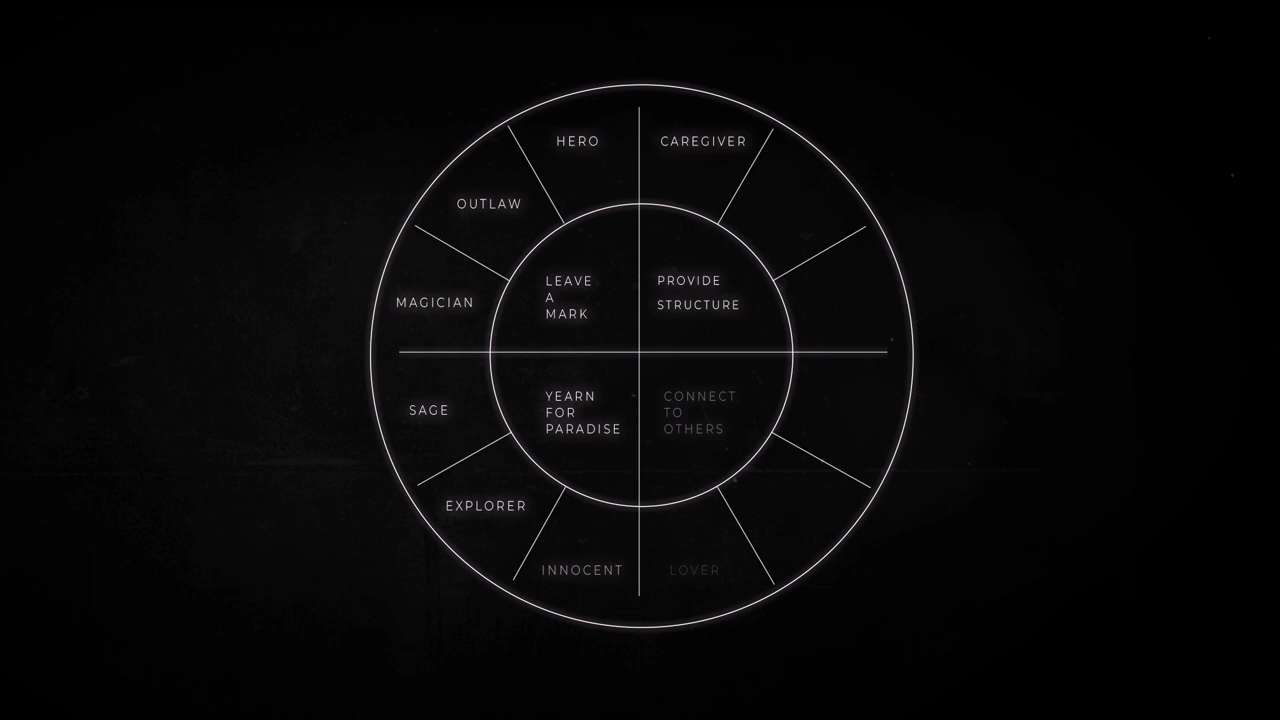 HERO
CAREGIVER
OUTLAW
MAGICIAN
LEAVE
A
MARK
PROVIDE
STRUCTURE
YEARN
FOR
PARADISE
CONNECT
TO
OTHERS
SAGE
EXPLORER
INNOCENT
LOVER